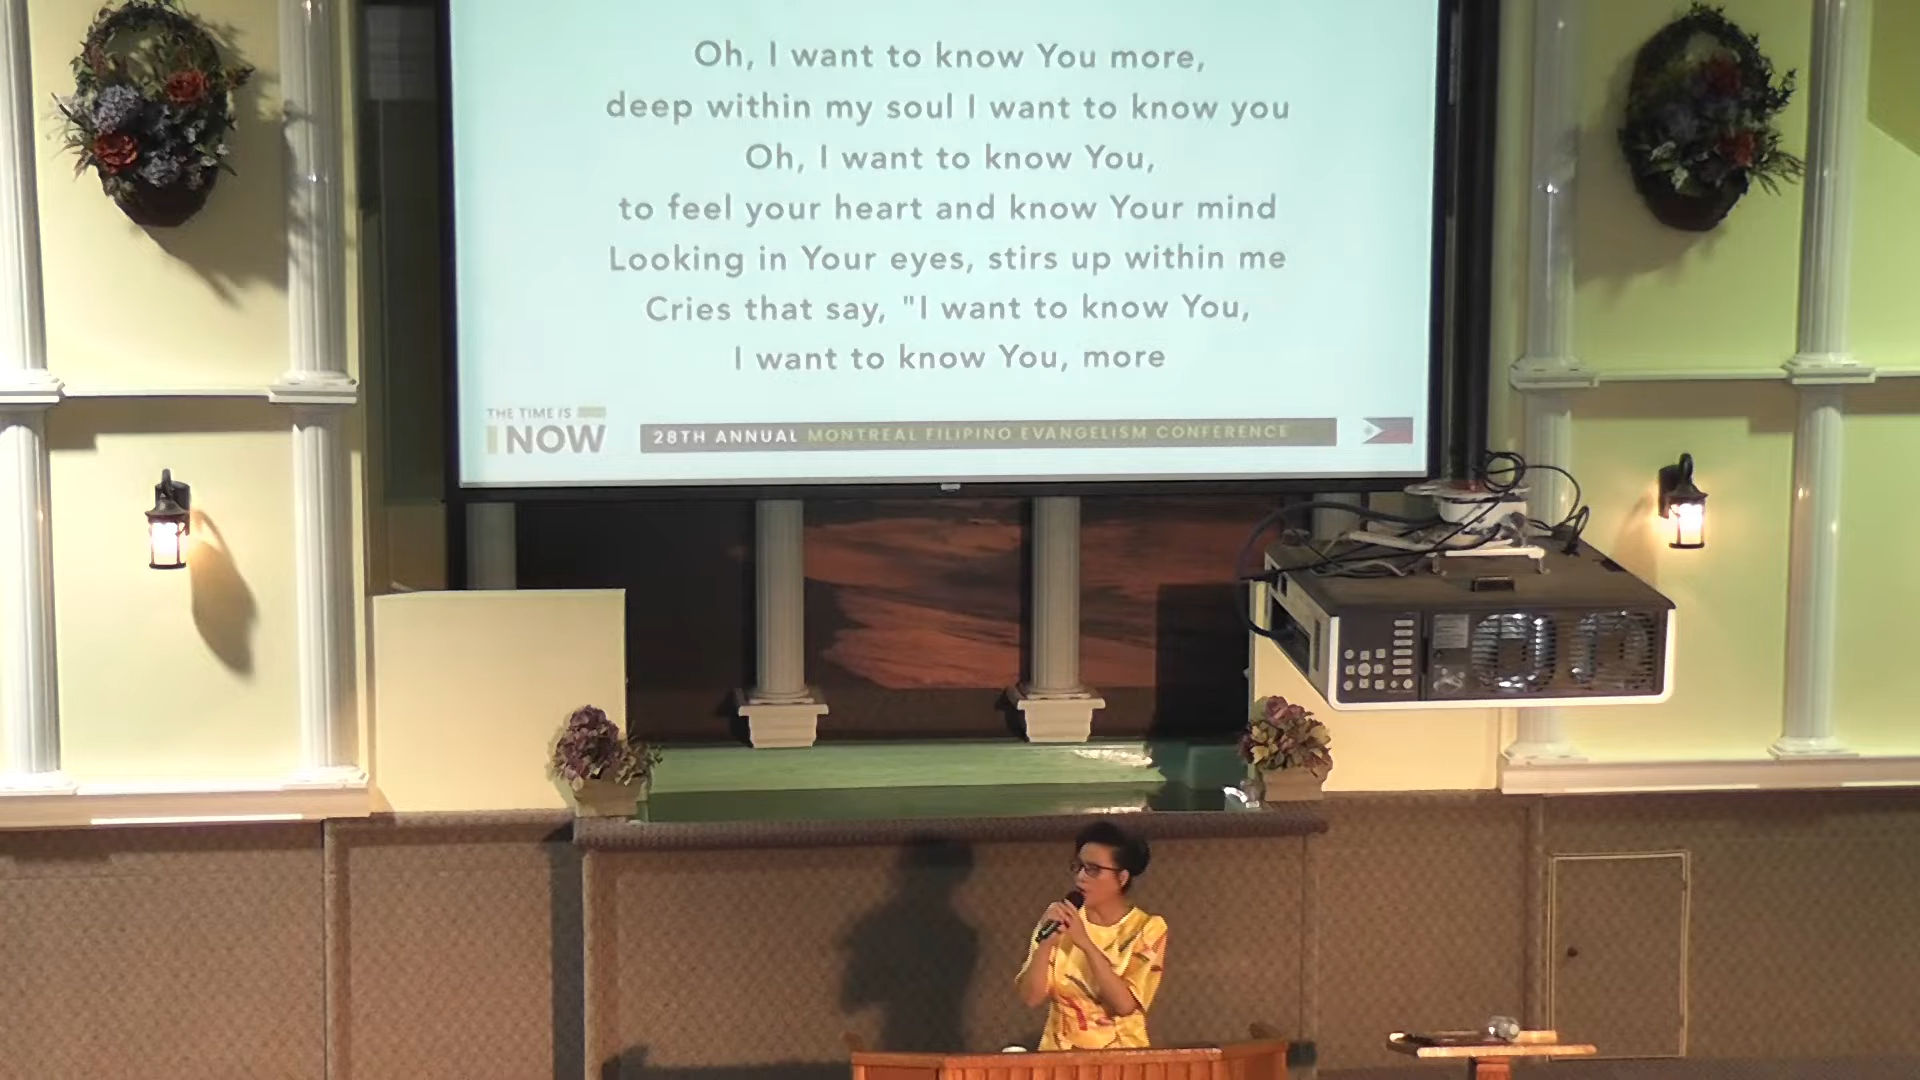 Oh, I want to know You more,
deep within my soul I want to know you
Oh, I want to know You,
to feel your heart and know Your mind
Looking in Your eyes, stirs up within me
Cries that say, "I want to know You,
I want to know You, more
THE TIME IS
NOW
28TH ANNUAL MONTREAL FILIPINO EVANGELISM CONFERENCE